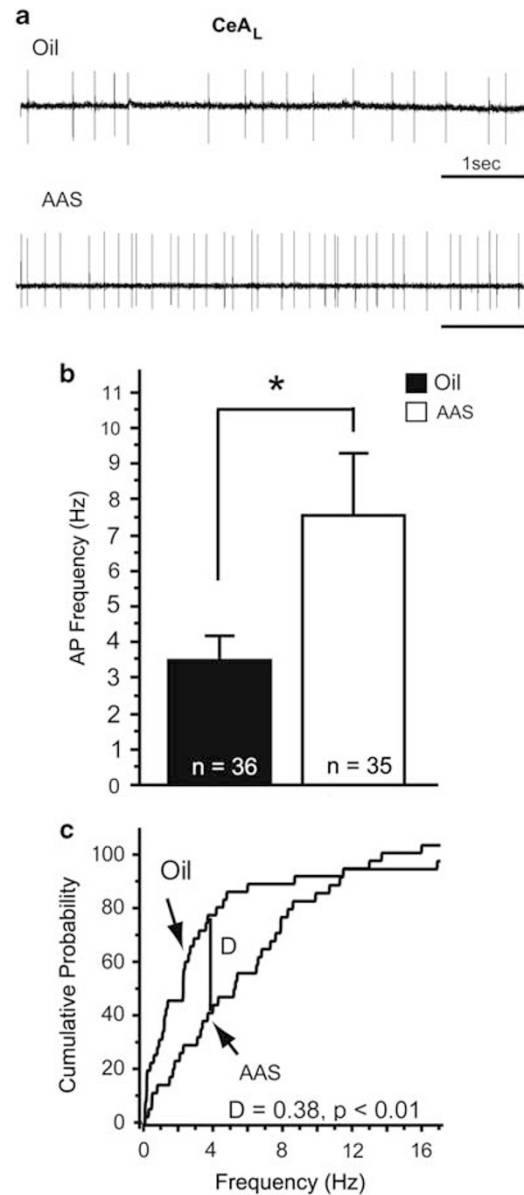 a
CeAL
Oil
1sec
AAS
b
*
Oil
AAS
11
10
9
8
7
6
5
4
3
2
1
0
AP Frequency (Hz)
n = 36
n = 35
c
100
80
60
40
20
0
Cumulative Probability
Oil
D
AAS
D = 0.38, p < 0.01
0 4 8 12 16
Frequency (Hz)